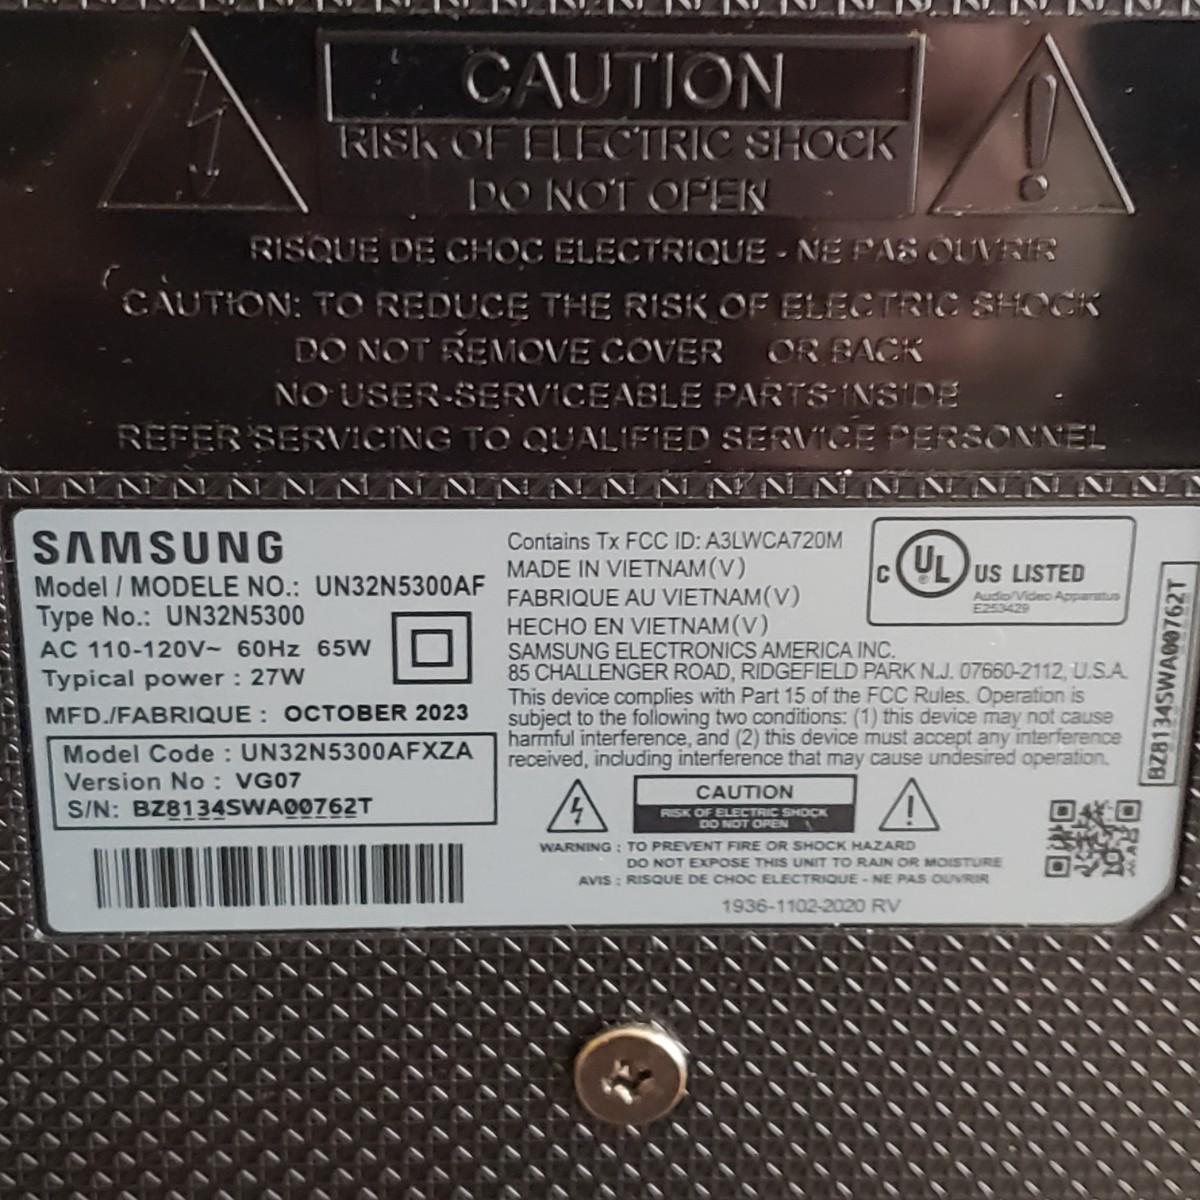 CAUTION
RISK OF ELECTRIC SHOCK
DO NOT OPEN
RISQUE DE CHOC ELECTRIQUE - NE PAS OUVRIR
CAUTION: TO REDUCE THE RISK OF ELECTRIC SHOCK
DO NOT REMOVE COVER OR BACK
NO USER-SERVICEABLE PARTS INSIDE
REFER SERVICING TO QUALIFIED SERVICE PERSONNEL
SAMSUNG
Model / MODELE NO.: UN32N5300AF
Type No.: UN32N5300
AC 110-120V~ 60Hz 65W
Typical power : 27W
MFD./FABRIQUE : OCTOBER 2023
Model Code : UN32N5300AFXZA
Version No : VG07
S/N: BZ8134SWA00762T
Contains Tx FCC ID: A3LWCA720M
MADE IN VIETNAM(V)
FABRIQUE AU VIETNAM(V)
HECHO EN VIETNAM(V)
SAMSUNG ELECTRONICS AMERICA INC.
85 CHALLENGER ROAD, RIDGEFIELD PARK N.J. 07660-2112, U.S.A.
This device complies with Part 15 of the FCC Rules. Operation is
subject to the following two conditions: (1) this device may not cause
harmful interference, and (2) this device must accept any interference
received, including interference that may cause undesired operation.
C UL ® US LISTED
Audio/Video Apparatus
E253429
CAUTION
RISK OF ELECTRIC SHOCK
DO NOT OPEN
WARNING : TO PREVENT FIRE OR SHOCK HAZARD
DO NOT EXPOSE THIS UNIT TO RAIN OR MOISTURE
AVIS : RISQUE DE CHOC ELECTRIQUE - NE PAS OUVRIR
1936-1102-2020 RV
BZ8134SWA00762T